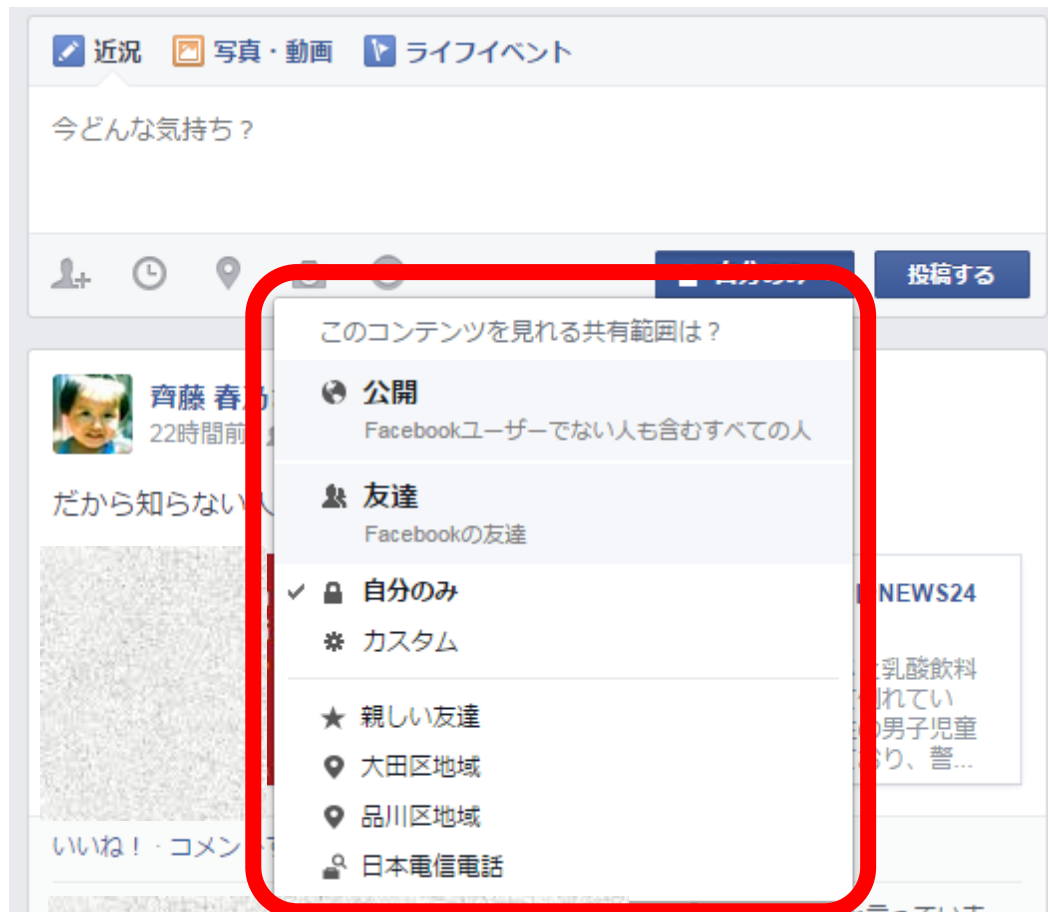 近況 写真・動画 ライフイベント
今どんな気持ち？
投稿する
このコンテンツを見れる共有範囲は？
公開
Facebookユーザーでない人も含むすべての人
友達
Facebookの友達
自分のみ
カスタム
親しい友達
大田区地域
品川区地域
日本電信電話
齊藤 春乃
22時間前
だから知らない人
NEWS24
乳酸飲料
倒れてい
の男子児童
おり、警...
いいね！ · コメント